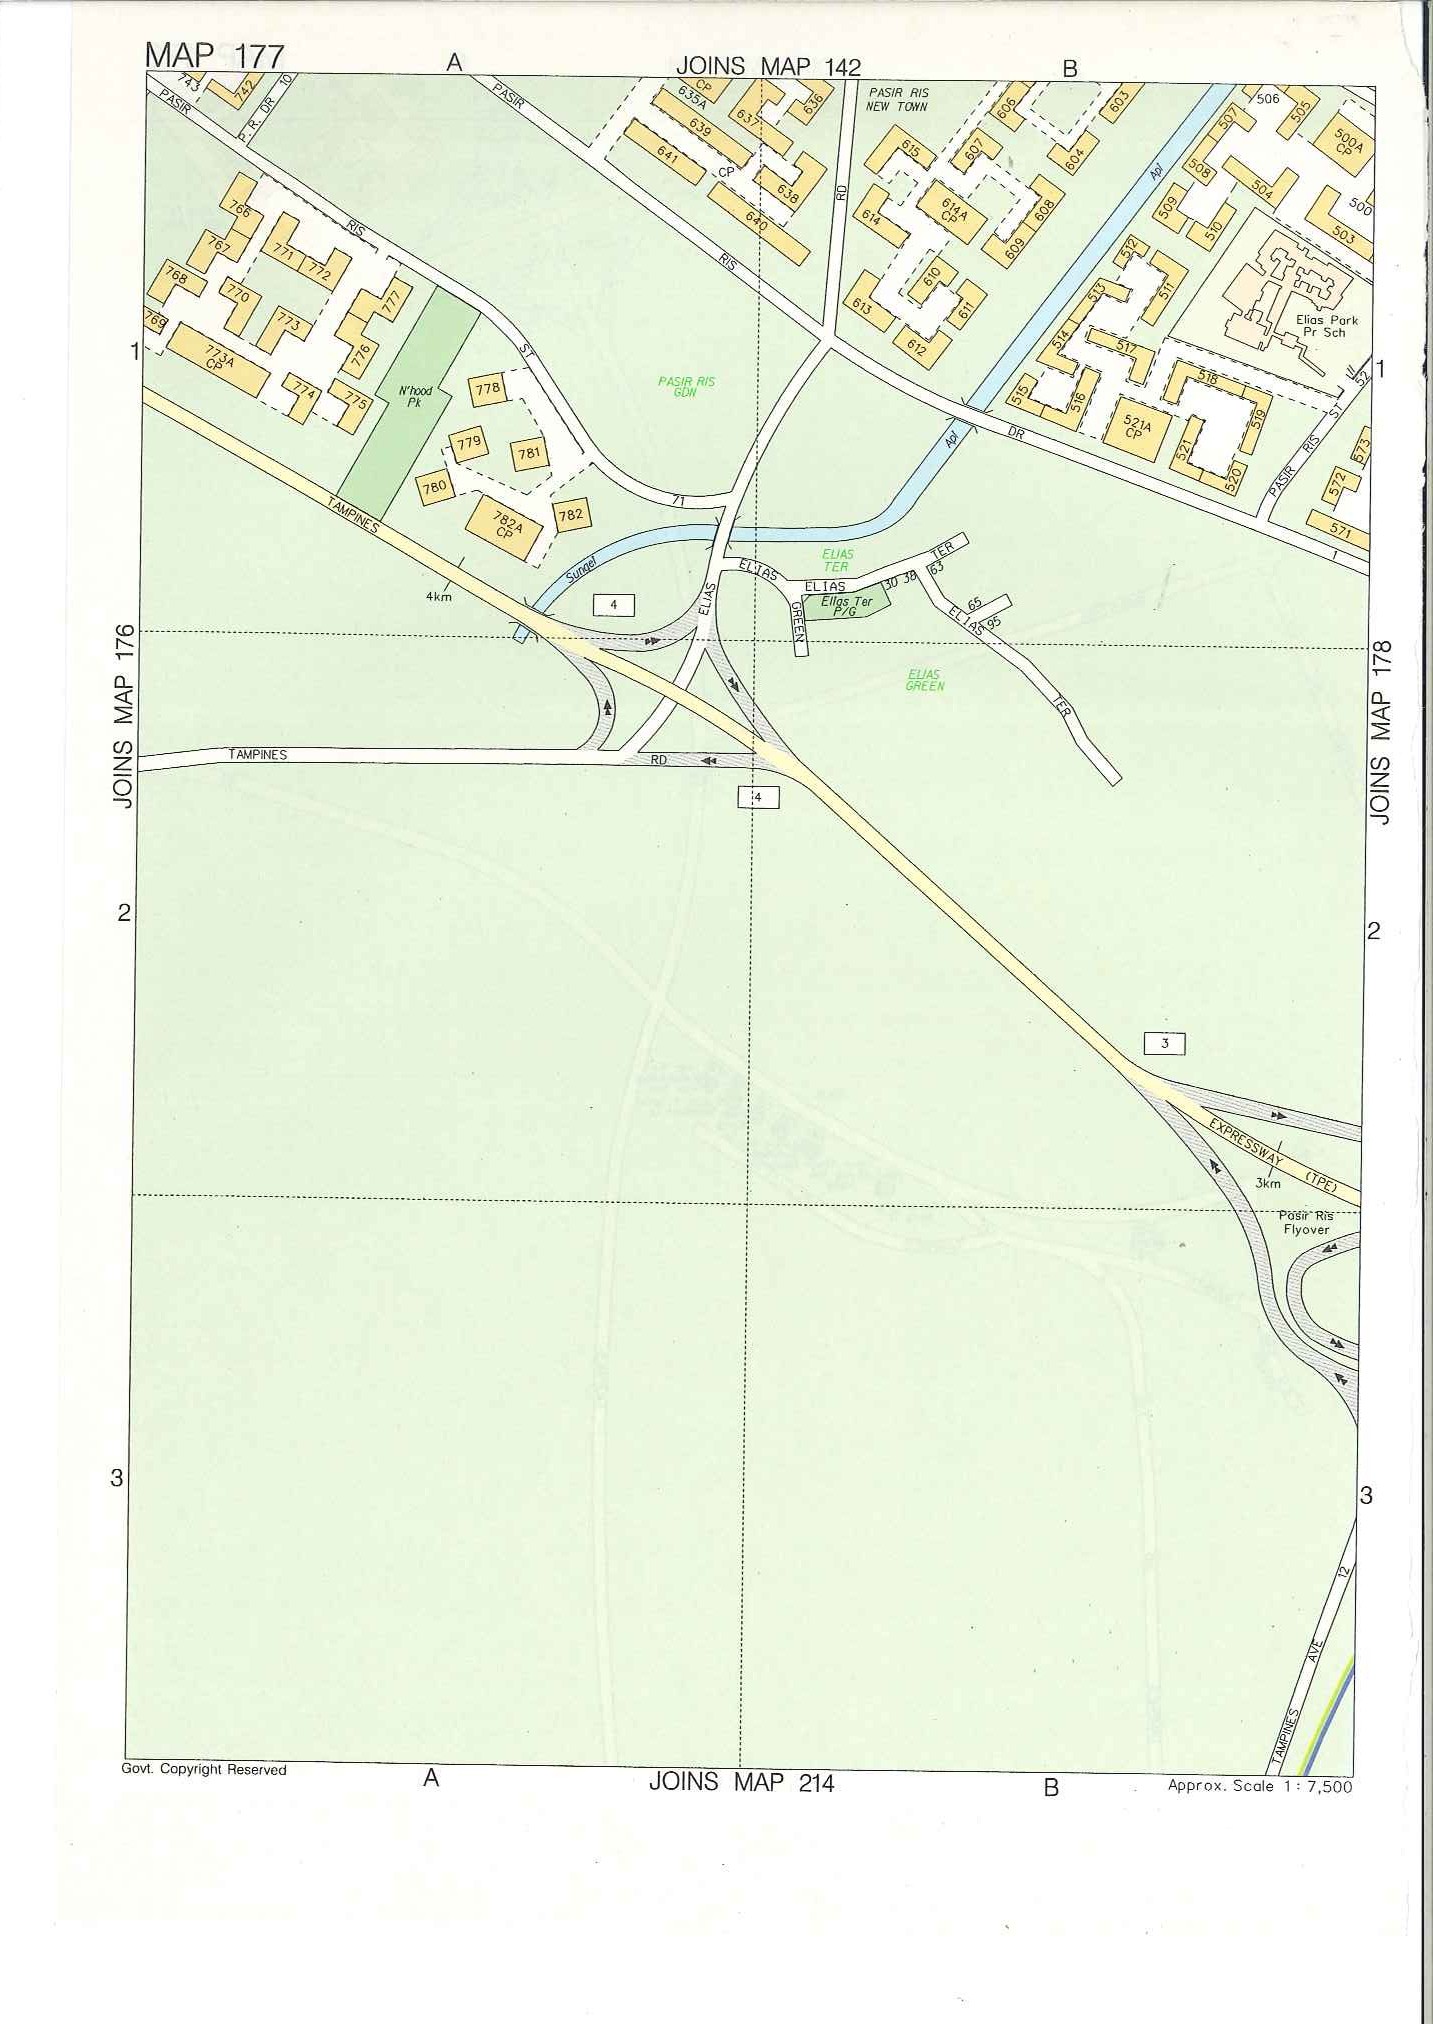 MAP 177
A
JOINS MAP 142
B
743
742
P. R. DR 10
PASIR
RIS
ST
71
PASIR
RIS
DR
1
CP
635A
636
637
639
641
CP
638
640
RD
PASIR RIS
NEW TOWN
606
603
615
607
604
614
614A
CP
608
609
610
613
611
612
Api
506
507
505
500A
CP
508
504
509
500
510
503
512
513
511
514
517
515
516
518
519
521A
CP
521
520
Elias Park
Pr Sch
PASIR RIS ST 52
573
572
571
766
767
771
772
768
770
777
769
773
773A
CP
776
774
775
N'hood
Pk
778
779
781
780
782A
CP
782
PASIR RIS
GDN
1
1
TAMPINES
4km
Sungei
Api
4
ELIAS
ELIAS
GREEN
ELIAS
TER
ELIAS
TER
30 38
63
Elias Ter
P/G
65
ELIAS
95
TER
ELIAS
GREEN
JOINS MAP 176
JOINS MAP 178
TAMPINES
RD
4
2
2
3
EXPRESSWAY (TPE)
3km
Pasir Ris
Flyover
3
3
TAMPINES AVE 12
Govt. Copyright Reserved
A
JOINS MAP 214
B
Approx. Scale 1 : 7,500